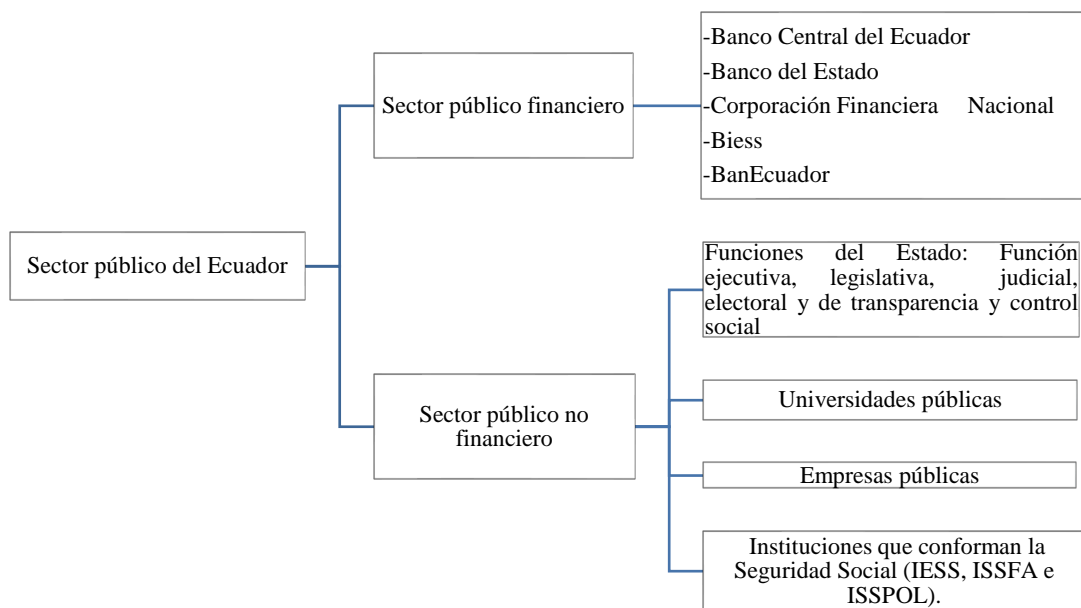 Sector público del Ecuador
Sector público financiero
-Banco Central del Ecuador
-Banco del Estado
-Corporación Financiera Nacional
-Biess
-BanEcuador
Sector público no
financiero
Funciones del Estado: Función
ejecutiva, legislativa, judicial,
electoral y de transparencia y control
social
Universidades públicas
Empresas públicas
Instituciones que conforman la
Seguridad Social (IESS, ISSFA e
ISSPOL).